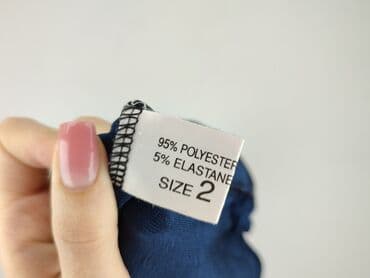 95% POLYESTER
5% ELASTANE
SIZE 2